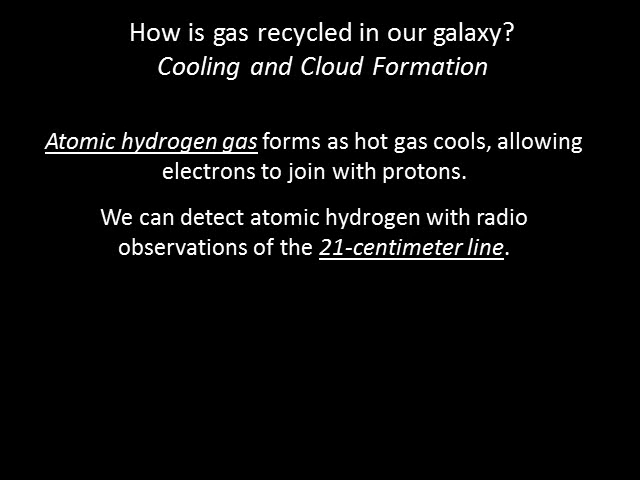 How is gas recycled in our galaxy?
Cooling and Cloud Formation
Atomic hydrogen gas forms as hot gas cools, allowing
electrons to join with protons.
We can detect atomic hydrogen with radio
observations of the 21-centimeter line.